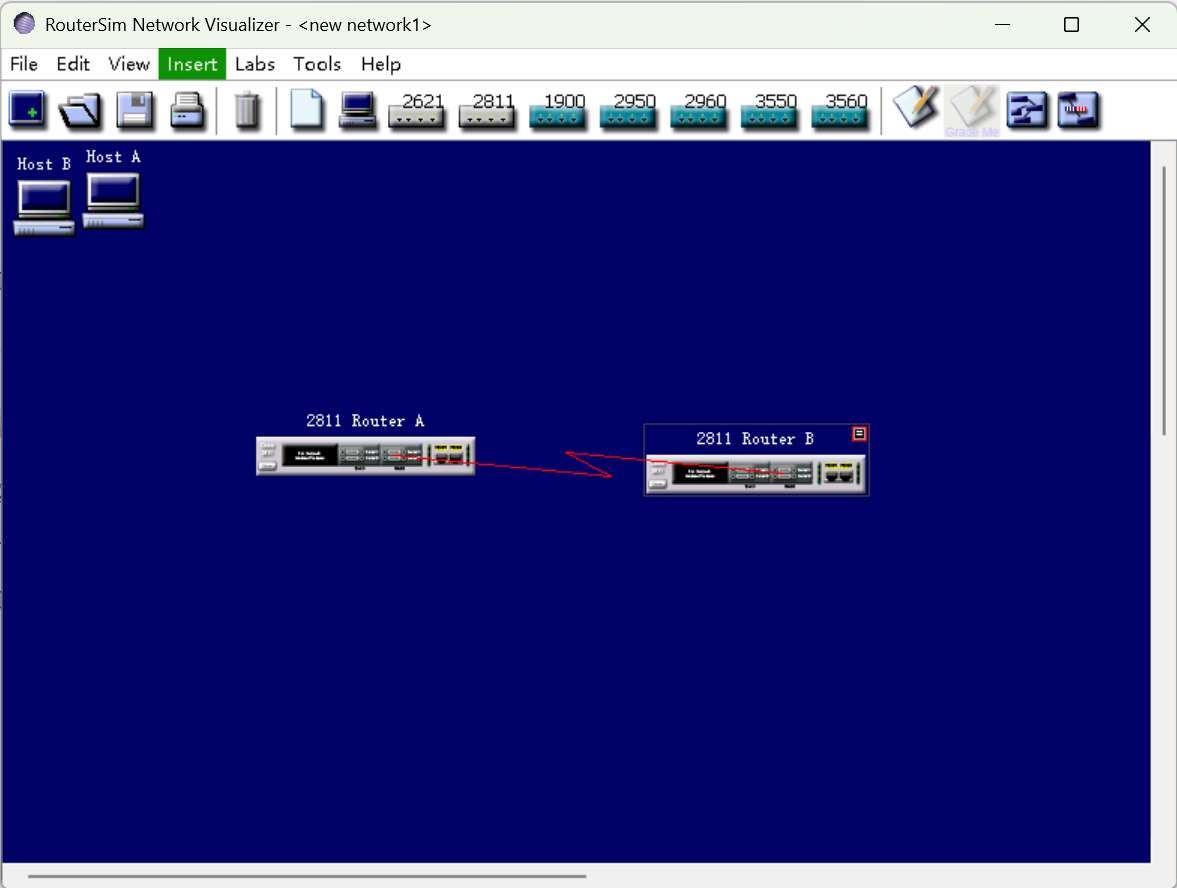 RouterSim Network Visualizer - <new network1>
File Edit View Insert Labs Tools Help
2621 2811 1900 2950 2960 3550 3560
Grade Me
Host B Host A
2811 Router A
2811 Router B